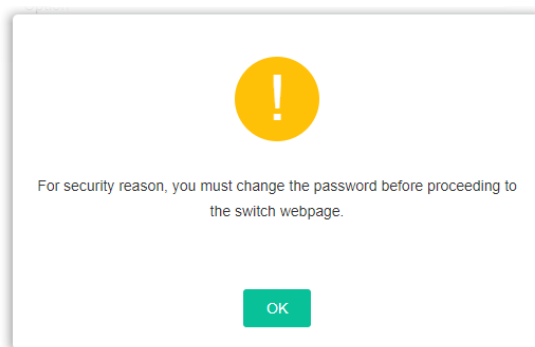 For security reason, you must change the password before proceeding to
the switch webpage.
OK